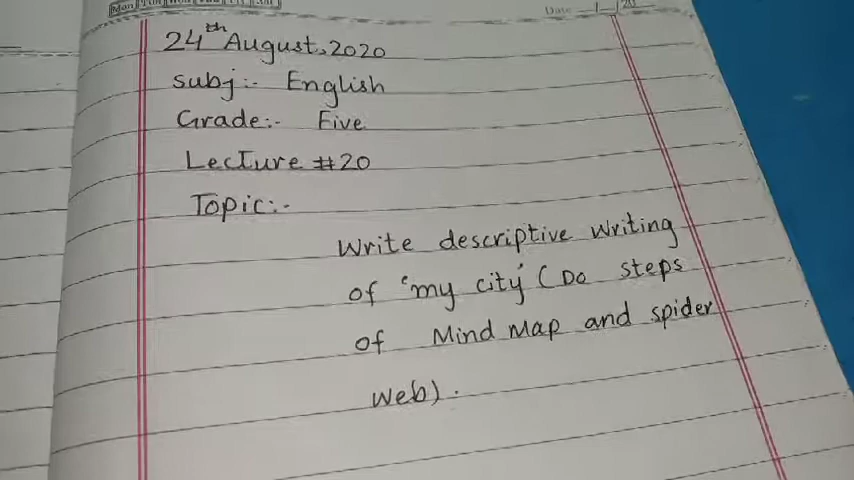 Date
24th August, 2020
Subj:- English
Grade:- Five
Lecture #20
Topic:-
Write descriptive writing
of 'my city' (Do steps
of Mind Map and spider
web).